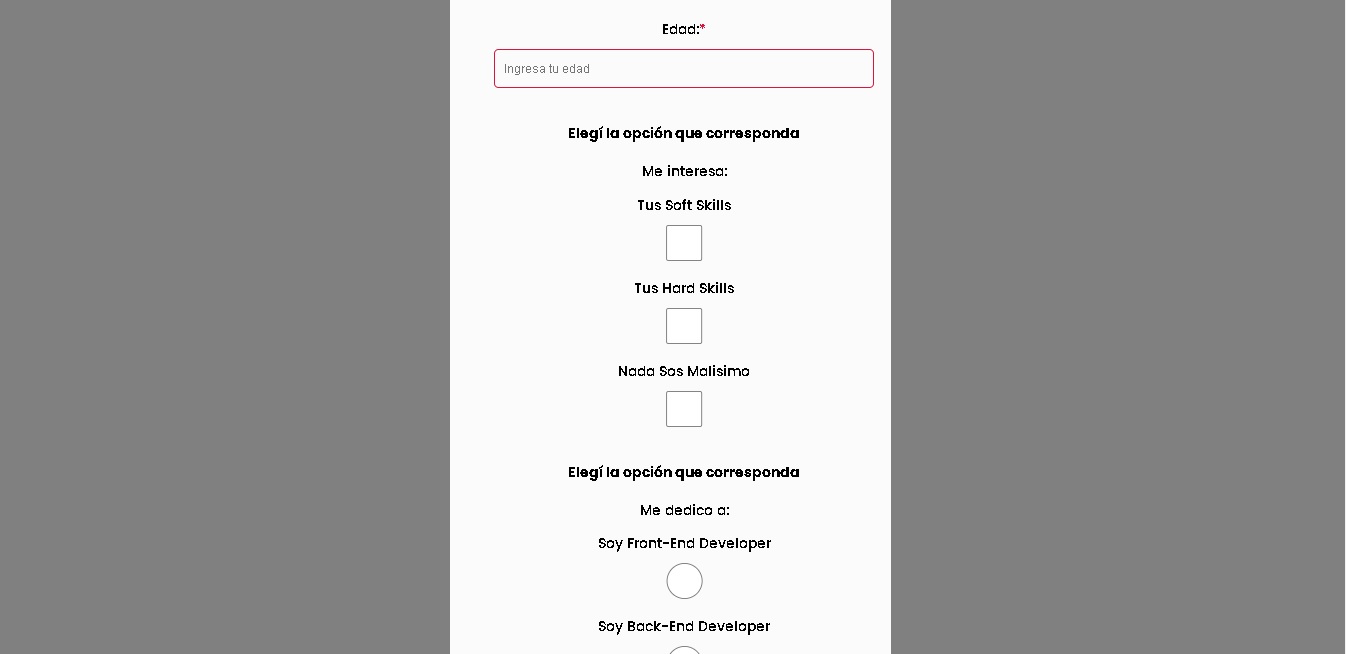 Edad:*
Ingresa tu edad
Elegí la opción que corresponda
Me interesa:
Tus Soft Skills
Tus Hard Skills
Nada Sos Malisimo
Elegí la opción que corresponda
Me dedico a:
Soy Front-End Developer
Soy Back-End Developer